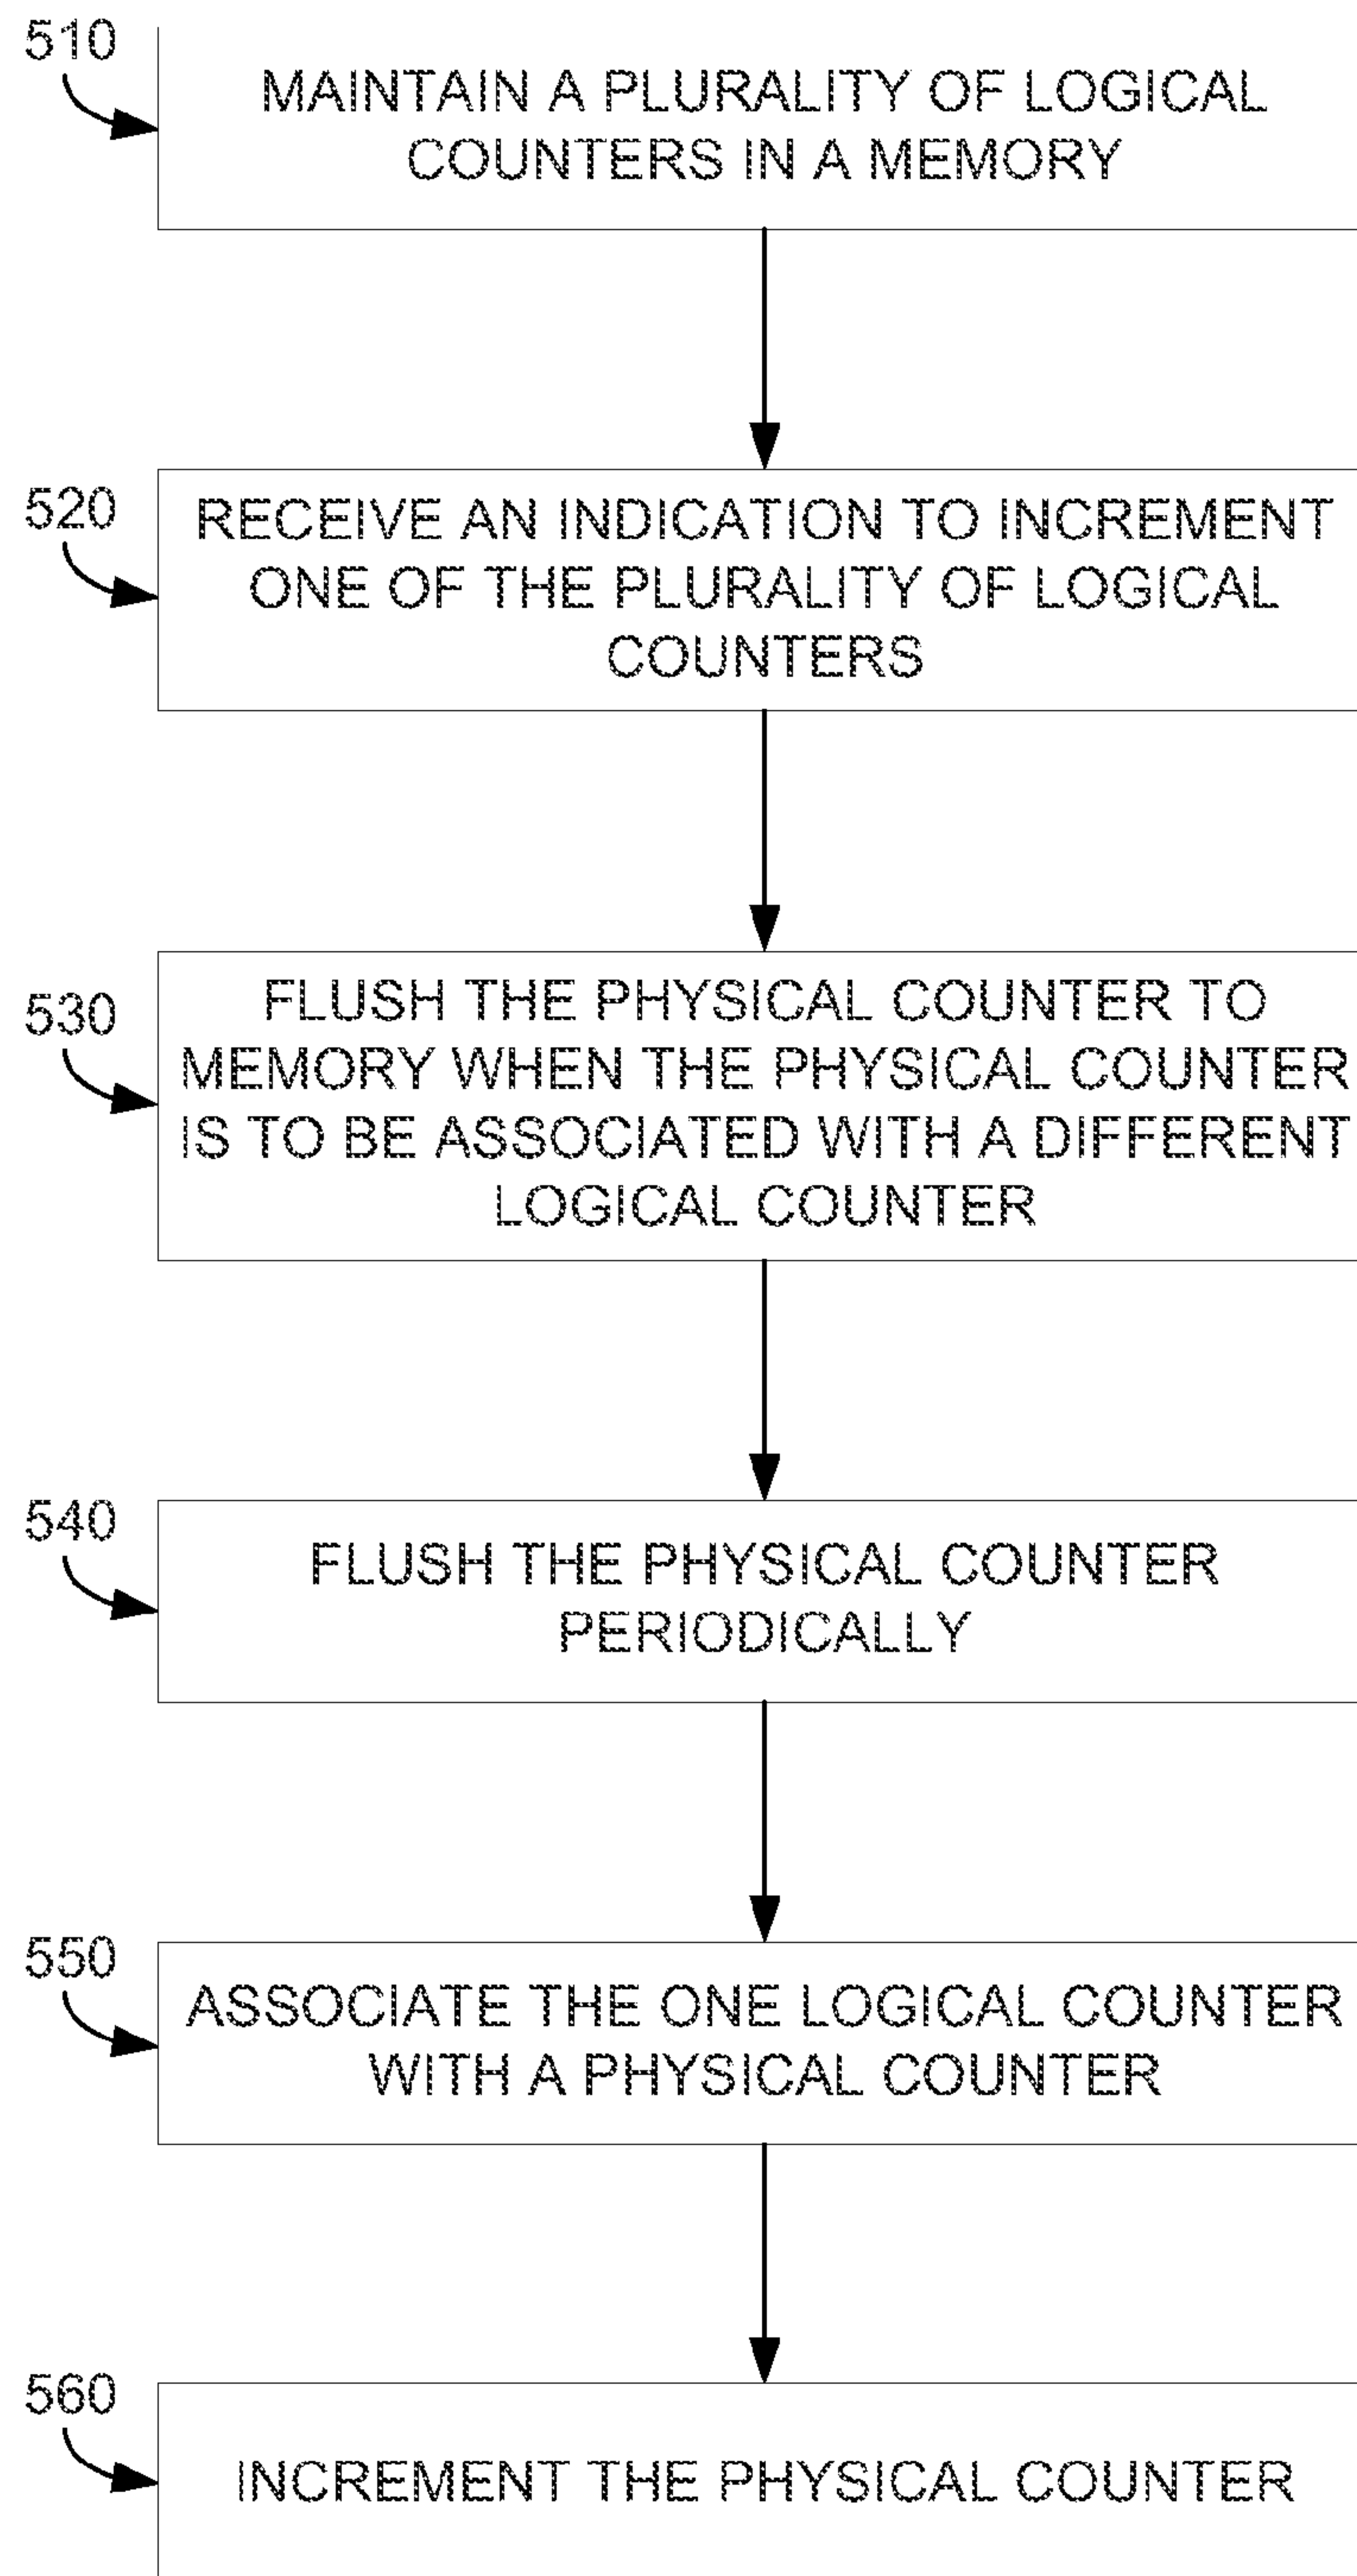 510
MAINTAIN A PLURALITY OF LOGICAL
COUNTERS IN A MEMORY
520
RECEIVE AN INDICATION TO INCREMENT
ONE OF THE PLURALITY OF LOGICAL
COUNTERS
530
FLUSH THE PHYSICAL COUNTER TO
MEMORY WHEN THE PHYSICAL COUNTER
IS TO BE ASSOCIATED WITH A DIFFERENT
LOGICAL COUNTER
540
FLUSH THE PHYSICAL COUNTER
PERIODICALLY
550
ASSOCIATE THE ONE LOGICAL COUNTER
WITH A PHYSICAL COUNTER
560
INCREMENT THE PHYSICAL COUNTER